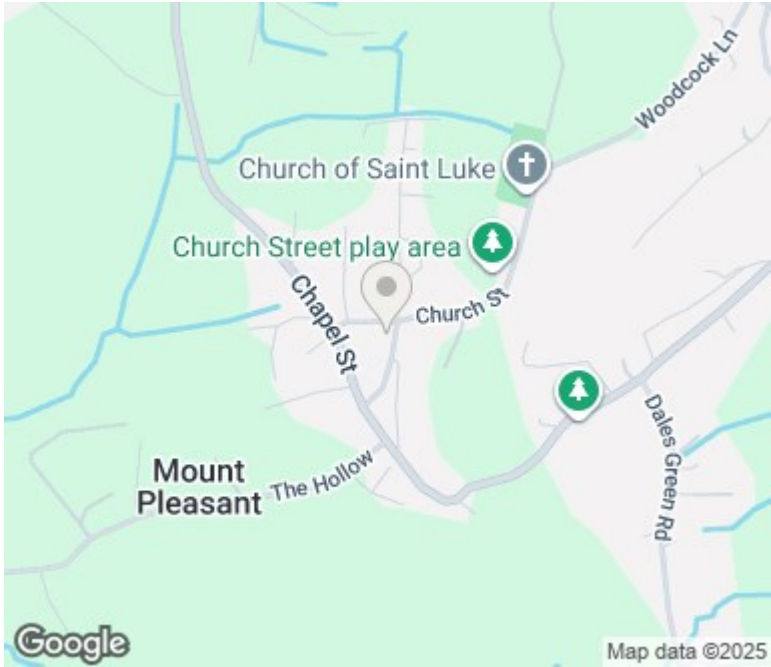 Woodcock Ln
Church of Saint Luke
Church Street play area
Church St
Chapel St
Dales Green Rd
Mount
Pleasant
The Hollow
Google
Map data ©2025